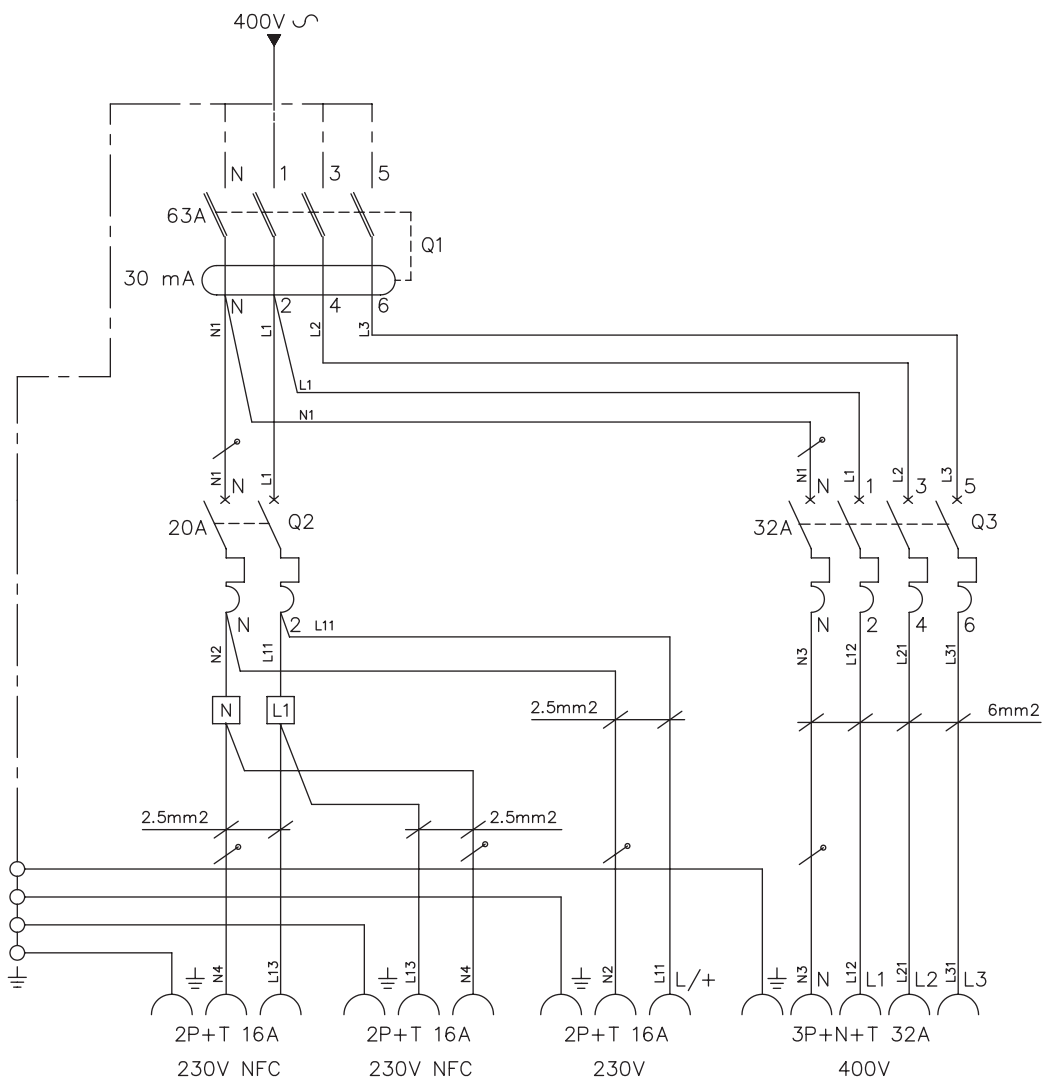 400V
N 1 3 5
63A
Q1
30 mA
N 2 4 6
N1 L1 L2 L3
L1
N1
N1 L1 N1 L1 L2 L3
N N 1 3 5
20A Q2 32A Q3
N 2 L11 N 2 4 6
N2 L11 N3 L12 L21 L31
N L1 2.5mm2 6mm2
2.5mm2 2.5mm2
N4 L13 L13 N4 N2 L11 L/+ N3 N L12 L1 L21 L2 L31 L3
2P+T 16A 2P+T 16A 2P+T 16A 3P+N+T 32A
230V NFC 230V NFC 230V 400V